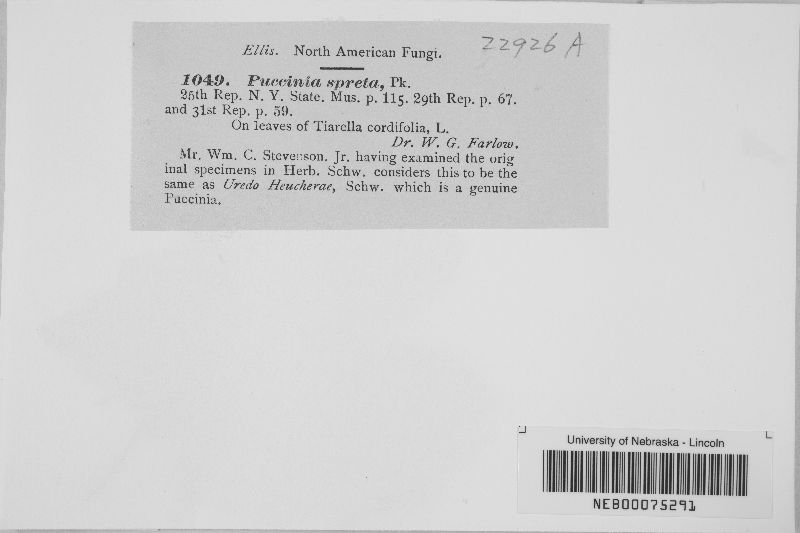 Ellis. North American Fungi.
22926 A
1049. Puccinia spreta, Pk.
25th Rep. N. Y. State. Mus. p. 115. 29th Rep. p. 67.
and 31st Rep. p. 59.
On leaves of Tiarella cordifolia, L.
Dr. W. G. Farlow.
Mr. Wm. C. Stevenson. Jr. having examined the orig
inal specimens in Herb. Schw. considers this to be the
same as Uredo Heucherae, Schw. which is a genuine
Puccinia.
University of Nebraska - Lincoln
NEB00075291